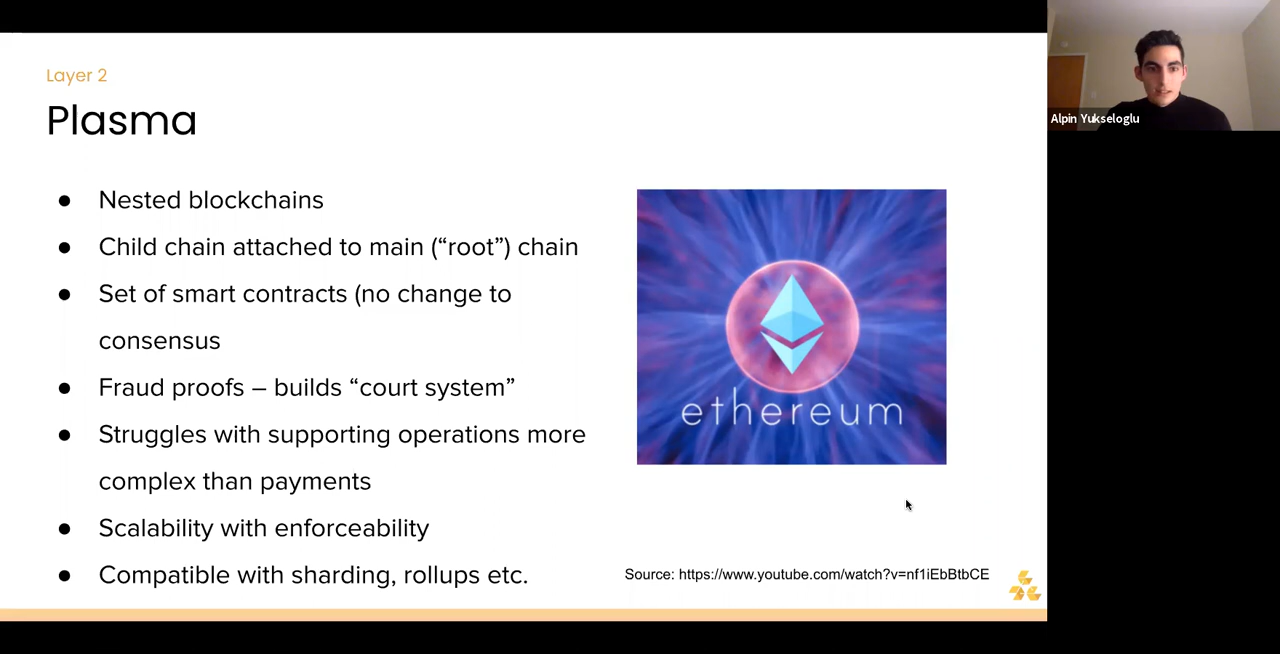 Layer 2
Plasma
● Nested blockchains
● Child chain attached to main (“root”) chain
● Set of smart contracts (no change to
consensus
● Fraud proofs – builds “court system”
● Struggles with supporting operations more
complex than payments
● Scalability with enforceability
● Compatible with sharding, rollups etc.
ethereum
Source: https://www.youtube.com/watch?v=nf1iEbBtbCE
Alpin Yukseloglu